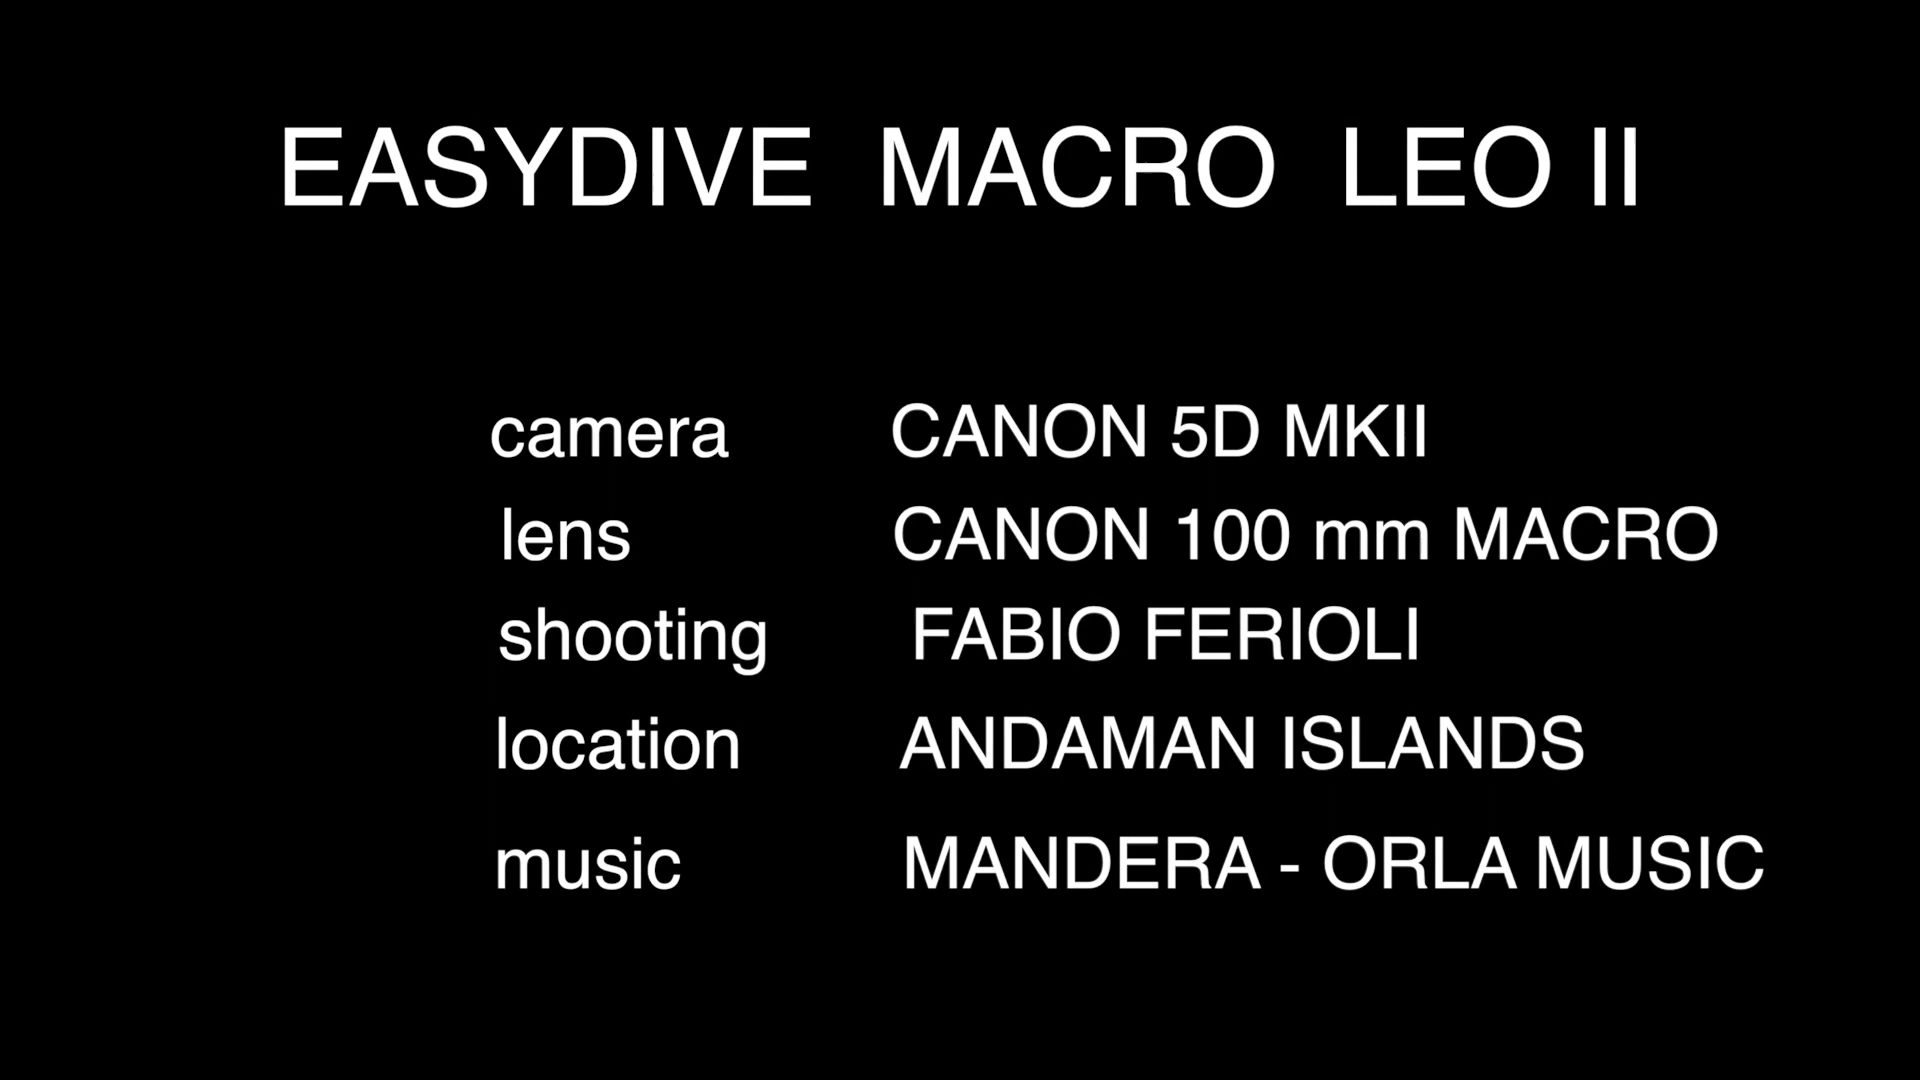 EASYDIVE MACRO LEO II
camera CANON 5D MKII
lens CANON 100 mm MACRO
shooting FABIO FERIOLI
location ANDAMAN ISLANDS
music MANDERA - ORLA MUSIC